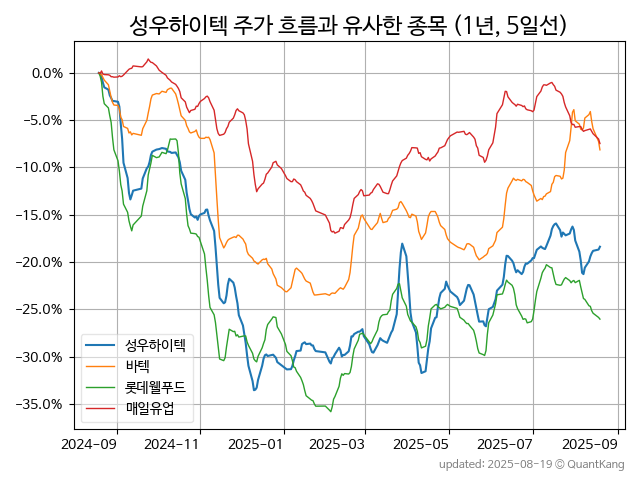 성우하이텍 주가 흐름과 유사한 종목 (1년, 5일선)
0.0%
−5.0%
−10.0%
−15.0%
−20.0%
−25.0%
−30.0%
−35.0%
성우하이텍
바텍
롯데웰푸드
매일유업
2024-09
2024-11
2025-01
2025-03
2025-05
2025-07
2025-09
updated: 2025-08-19 © QuantKang